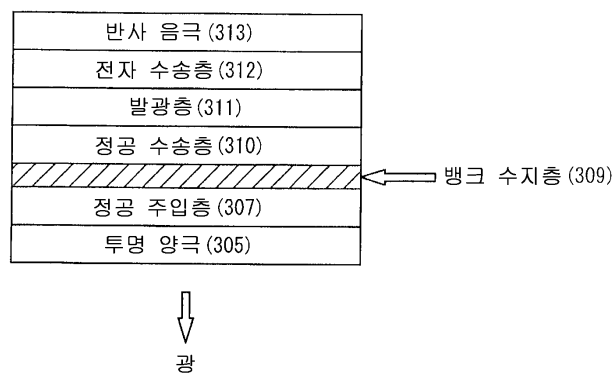 반사 음극(313)
전자 수송층(312)
발광층(311)
정공 수송층(310)
뱅크 수지층(309)
정공 주입층(307)
투명 양극(305)
광